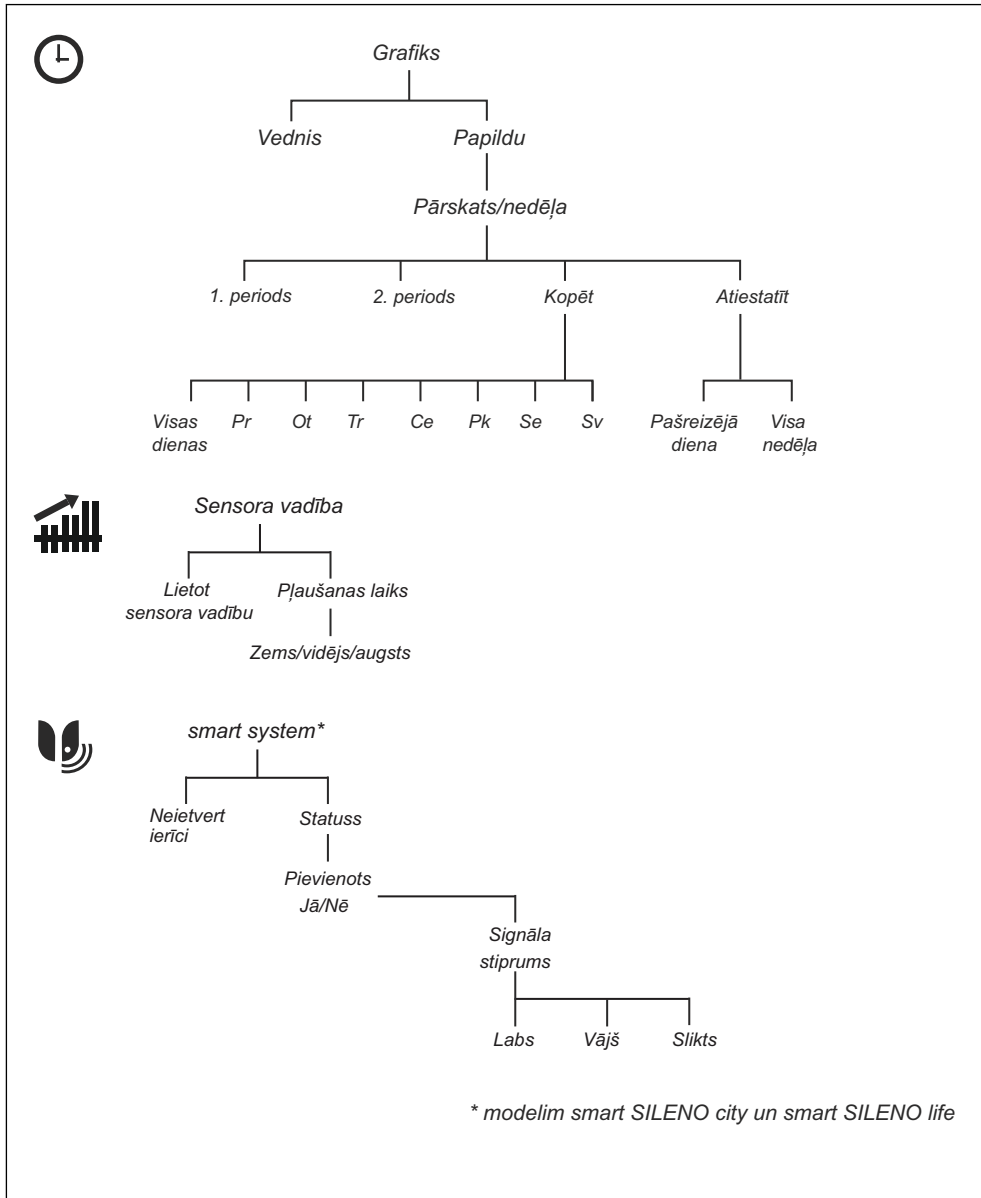 Grafiks
Vednis
Papildu
Pārskats/nedēļa
1. periods
2. periods
Kopēt
Atiestatīt
Visas
dienas
Pr
Ot
Tr
Ce
Pk
Se
Sv
Pašreizējā
diena
Visa
nedēļa
Sensora vadība
Lietot
sensora vadību
Pļaušanas laiks
Zems/vidējs/augsts
smart system*
Neietvert
ierīci
Statuss
Pievienots
Jā/Nē
Signāla
stiprums
Labs
Vājš
Slikts
* modelim smart SILENO city un smart SILENO life